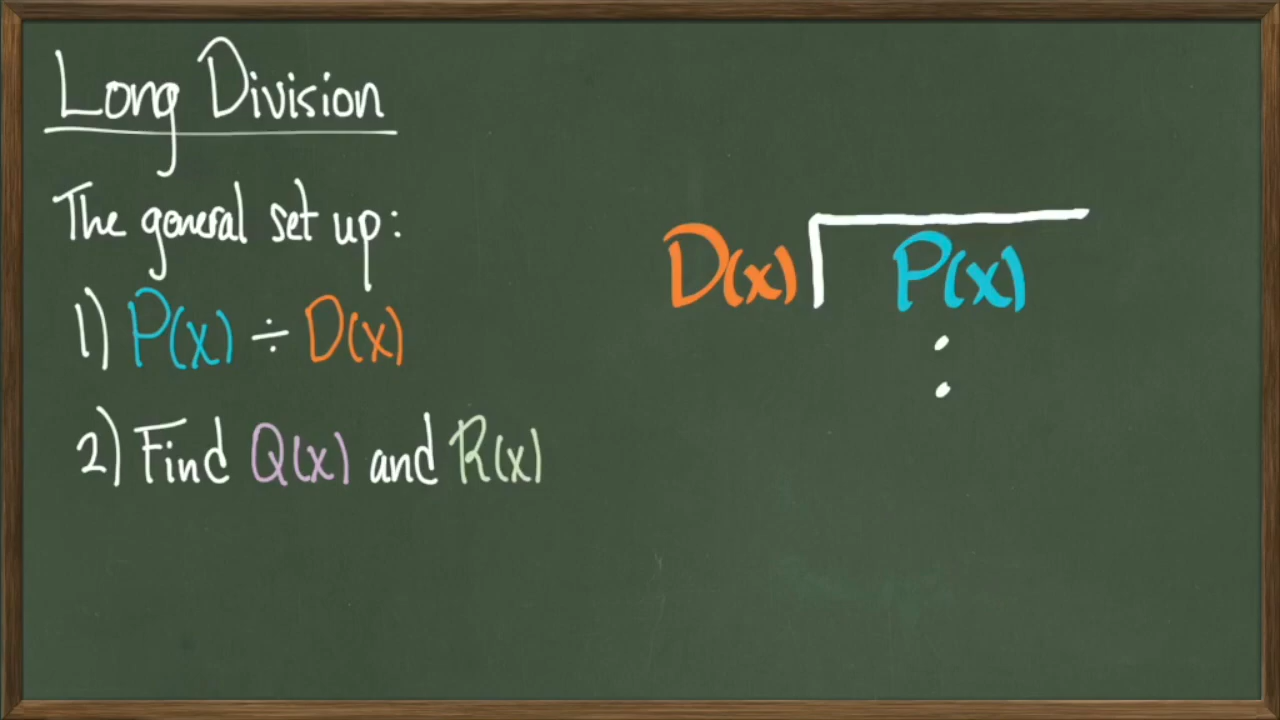 Long Division
The general set up:
1) P(x) ÷ D(x)
2) Find Q(x) and R(x)
D(x) P(x)